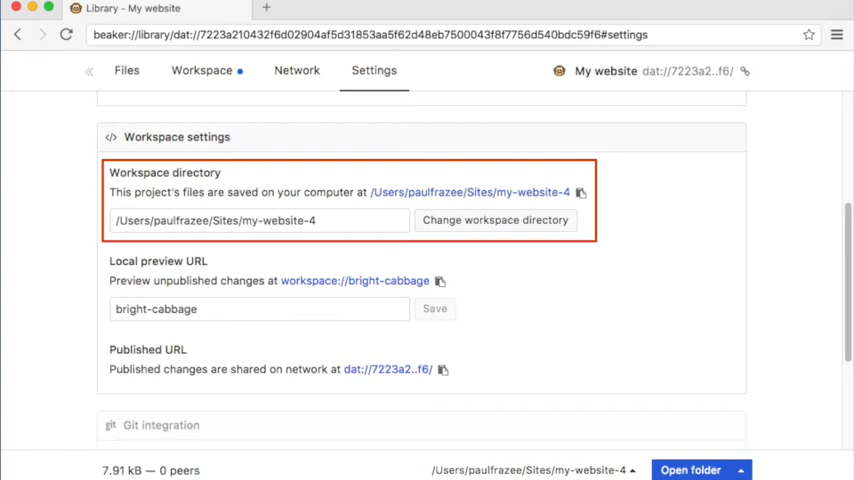 Library - My website
beaker://library/dat://7223a210432f6d02904af5d31853aa5f62d48eb7500043f8f7756d540bdc59f6#settings
Files Workspace Network Settings My website dat://7223a2..f6/
Workspace settings
Workspace directory
This project's files are saved on your computer at /Users/paulfrazee/Sites/my-website-4
/Users/paulfrazee/Sites/my-website-4 Change workspace directory
Local preview URL
Preview unpublished changes at workspace://bright-cabbage
bright-cabbage Save
Published URL
Published changes are shared on network at dat://7223a2..f6/
git Git integration
7.91 kB — 0 peers /Users/paulfrazee/Sites/my-website-4 Open folder